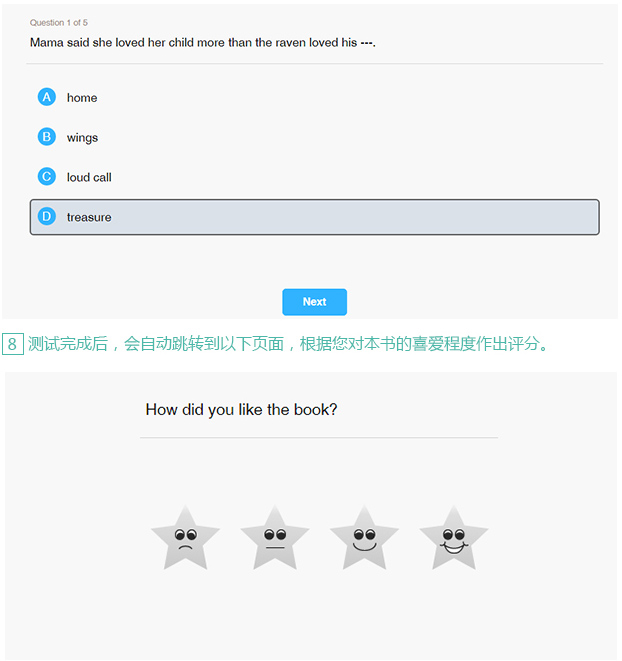 Question 1 of 5
Mama said she loved her child more than the raven loved his ---.
A home
B wings
C loud call
D treasure
Next
8 测试完成后，会自动跳转到以下页面，根据您对本书的喜爱程度作出评分。
How did you like the book?